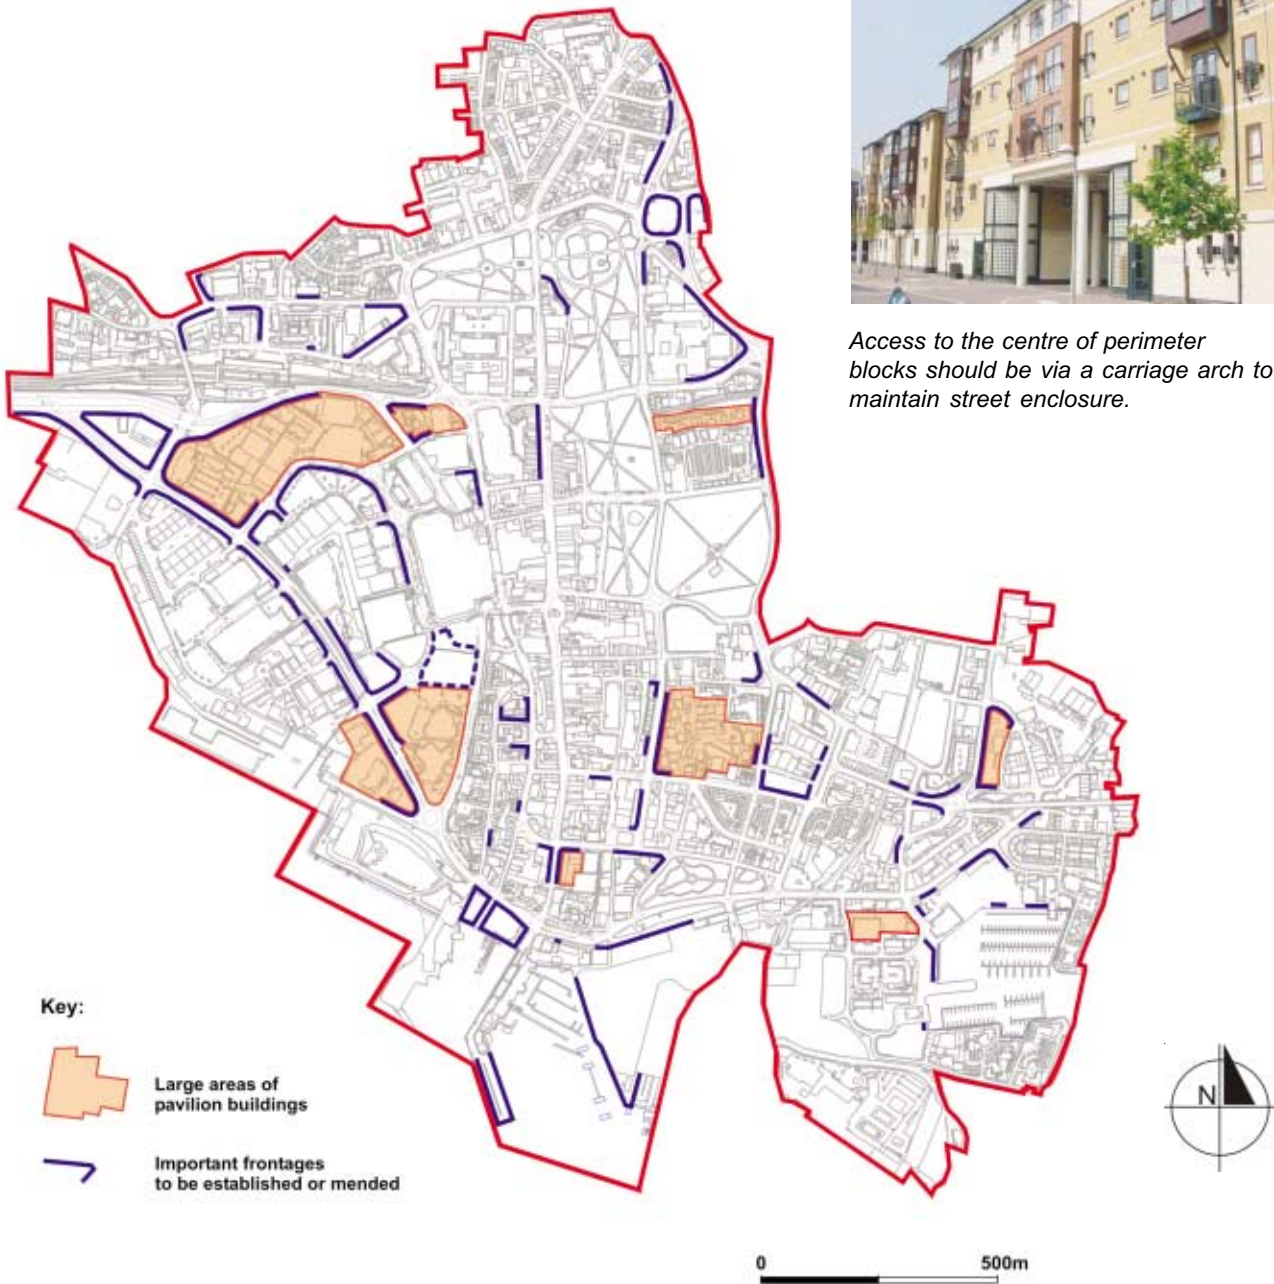 Access to the centre of perimeter
blocks should be via a carriage arch to
maintain street enclosure.
Key:
Large areas of
pavilion buildings
Important frontages
to be established or mended
N
0 500m